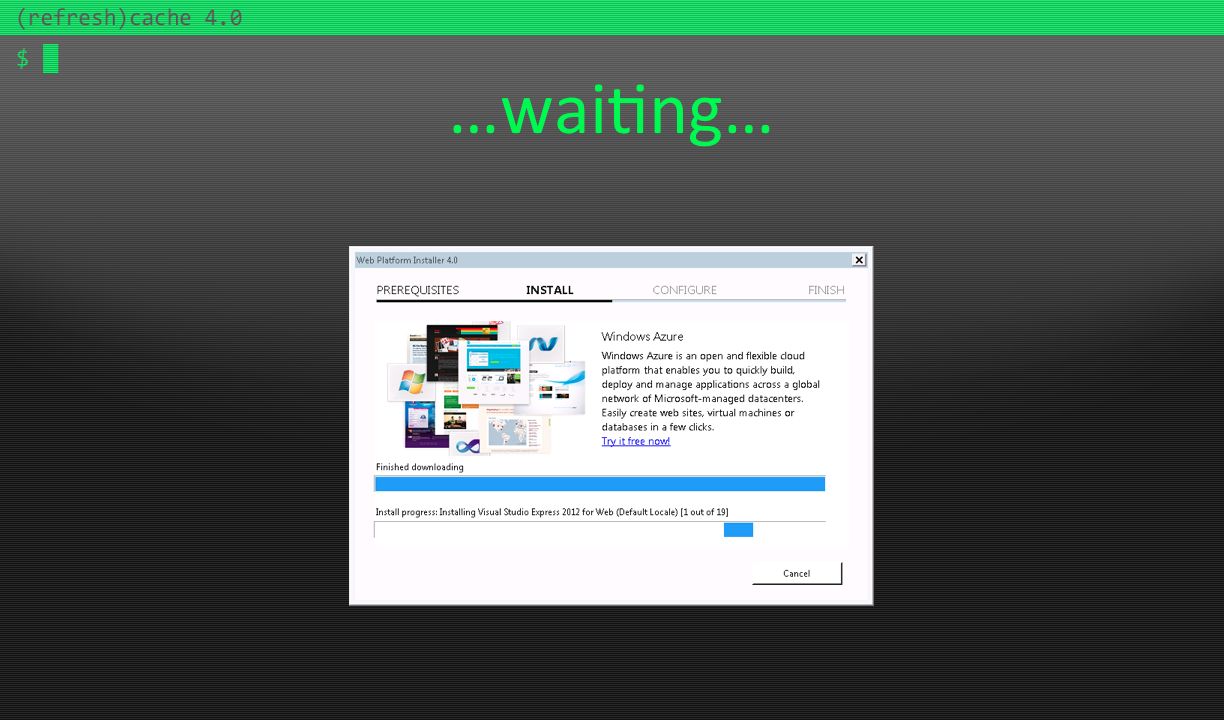 (refresh)cache 4.0
$
...waiting...
Web Platform Installer 4.0
PREREQUISITES INSTALL CONFIGURE FINISH
Windows Azure
Windows Azure is an open and flexible cloud
platform that enables you to quickly build,
deploy and manage applications across a global
network of Microsoft-managed datacenters.
Easily create web sites, virtual machines or
databases in a few clicks.
Try it free now!
Finished downloading
Install progress: Installing Visual Studio Express 2012 for Web (Default Locale) [1 out of 19]
Cancel